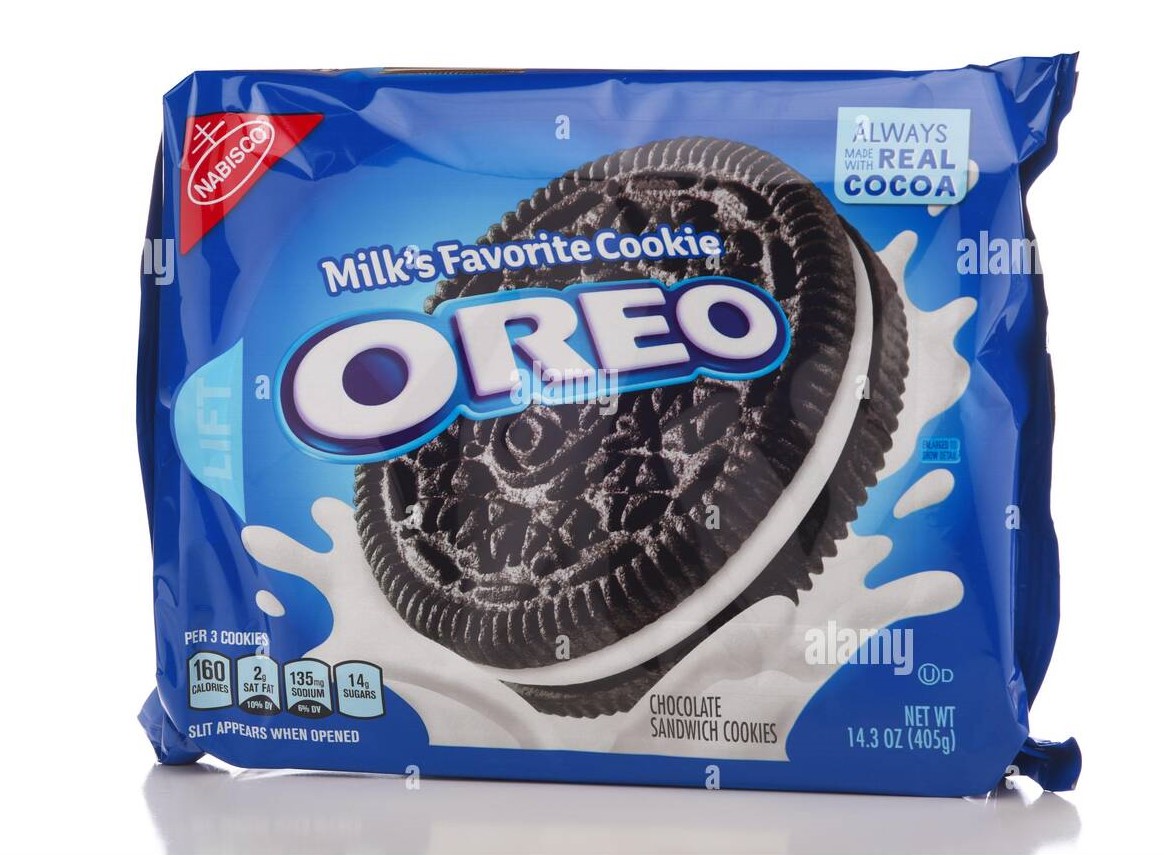 NABISCO
ALWAYS
MADE WITH REAL
COCOA
Milk's Favorite Cookie
OREO
LIFT
ENLARGED TO
SHOW DETAIL
PER 3 COOKIES
160
CALORIES
2g
SAT FAT
10% DV
135mg
SODIUM
6% DV
14g
SUGARS
SLIT APPEARS WHEN OPENED
CHOCOLATE
SANDWICH COOKIES
U D
NET WT
14.3 OZ (405g)
alamy
alamy
alamy
alamy
a
a
a
a
a
a
a
a
a